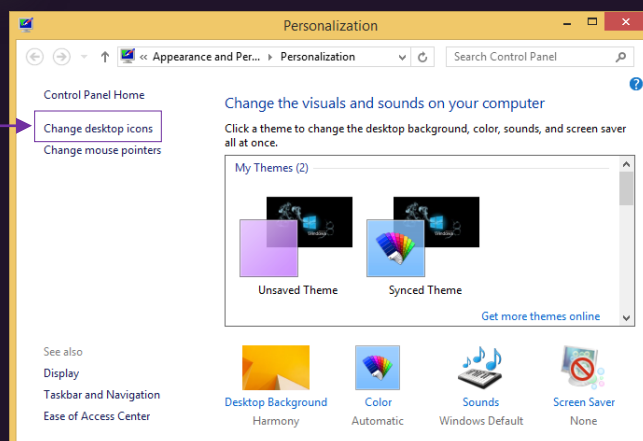 Personalization
« Appearance and Per... Personalization
Search Control Panel
Control Panel Home
Change desktop icons
Change mouse pointers
Change the visuals and sounds on your computer
Click a theme to change the desktop background, color, sounds, and screen saver
all at once.
My Themes (2)
Unsaved Theme
Synced Theme
Get more themes online
See also
Display
Taskbar and Navigation
Ease of Access Center
Desktop Background
Harmony
Color
Automatic
Sounds
Windows Default
Screen Saver
None